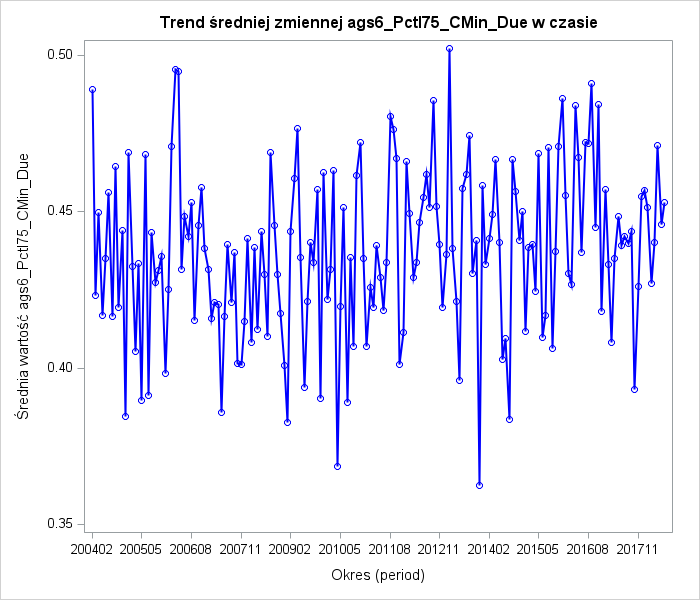 Trend średniej zmiennej ags6_Pctl75_CMin_Due w czasie
Średnia wartość ags6_Pctl75_CMin_Due
0.50
0.45
0.40
0.35
200402 200505 200608 200711 200902 201005 201108 201211 201402 201505 201608 201711
Okres (period)